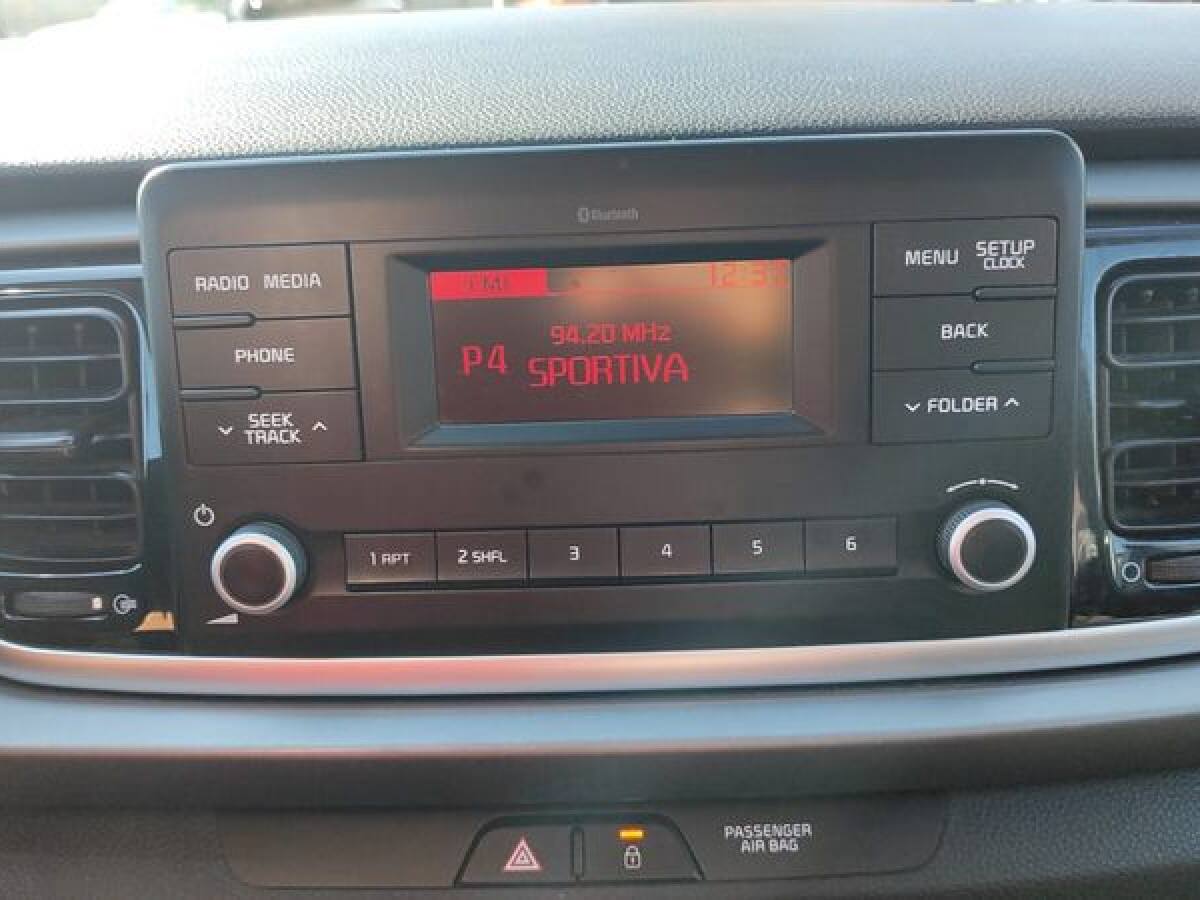 Bluetooth
RADIO MEDIA
PHONE
SEEK
TRACK
94.20 MHz
P4 SPORTIVA
MENU SETUP
CLOCK
BACK
FOLDER
1 RPT
2 SHFL
3
4
5
6
PASSENGER
AIR BAG